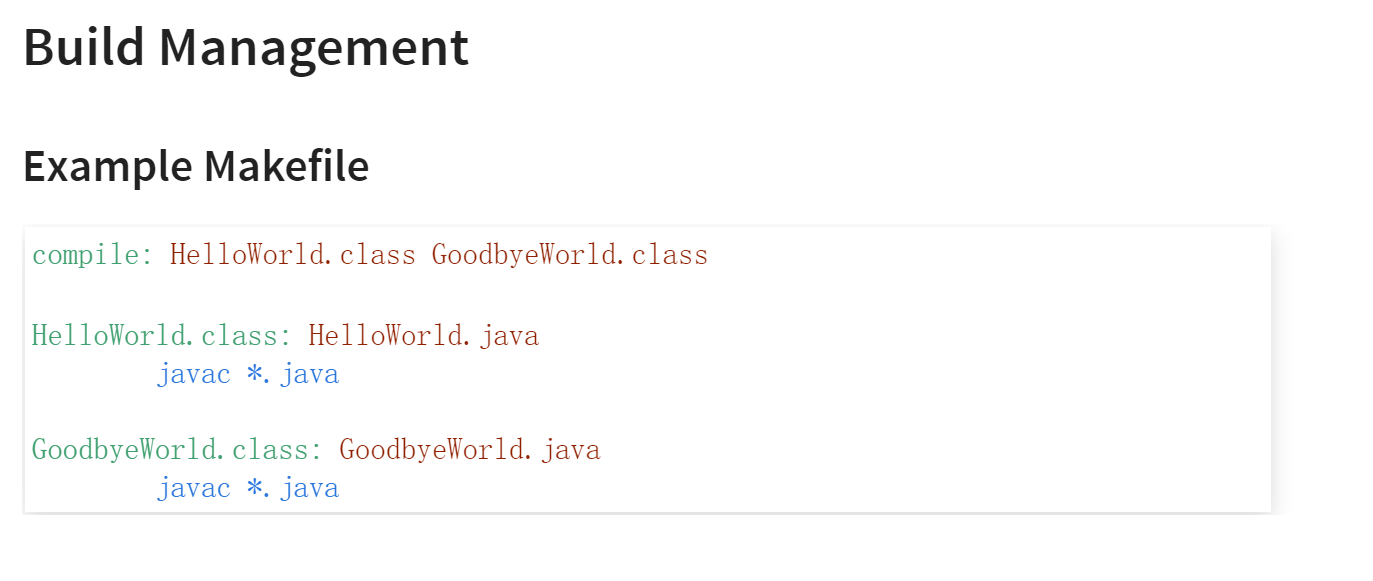 Build Management
Example Makefile
compile: HelloWorld.class GoodbyeWorld.class
HelloWorld.class: HelloWorld.java
javac *.java
GoodbyeWorld.class: GoodbyeWorld.java
javac *.java